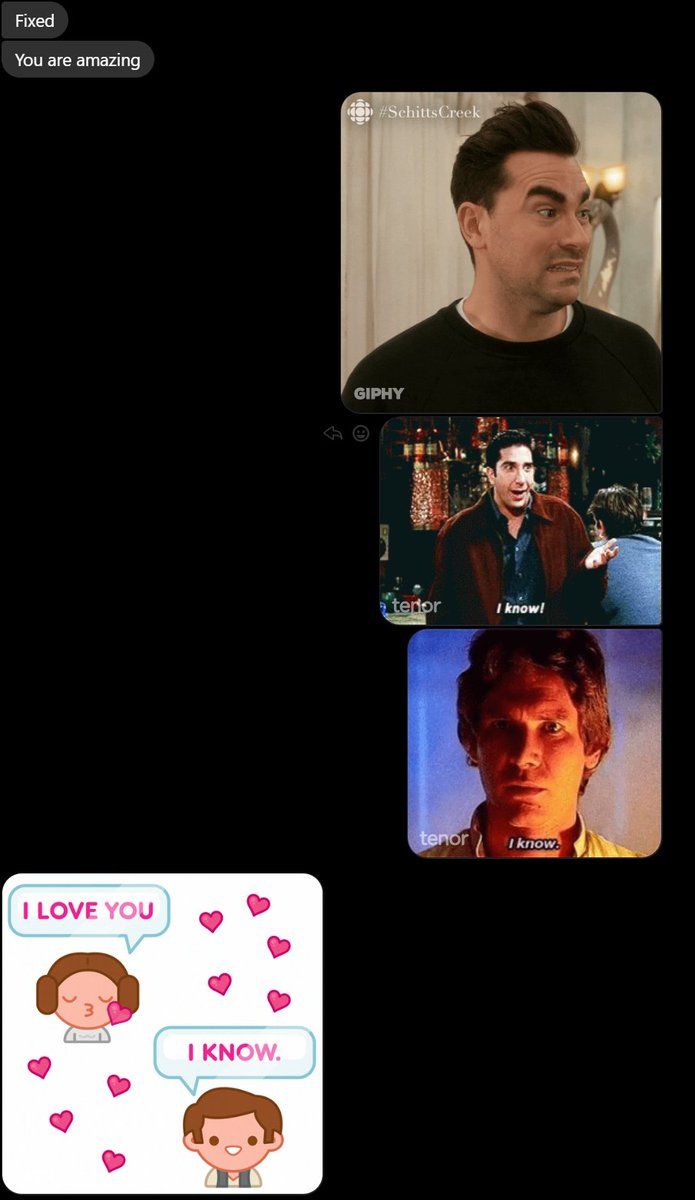 Fixed
You are amazing
#SchittsCreek
GIPHY
I know!
tenor
I know.
tenor
I LOVE YOU
I KNOW.